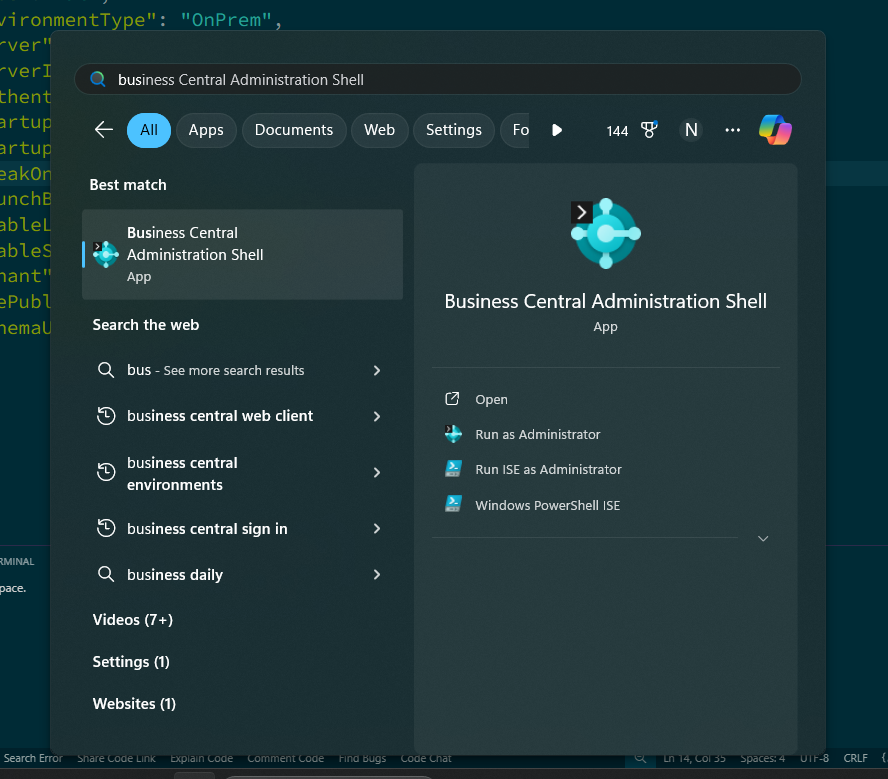 vironmentType": "OnPrem",
rver"
rverI
thent
artup
artup
eakOn
unchB
ableL
ableS
nant"
ePubl
hemaU
business Central Administration Shell
All
Apps
Documents
Web
Settings
Fo
144
N
Best match
Business Central
Administration Shell
App
Search the web
bus - See more search results
business central web client
business central
environments
business central sign in
business daily
Videos (7+)
Settings (1)
Websites (1)
Business Central Administration Shell
App
Open
Run as Administrator
Run ISE as Administrator
Windows PowerShell ISE
RMINAL
pace.
Search Error
Share Code Link
Explain Code
Comment Code
Find Bugs
Code Chat
Ln 14, Col 35
Spaces: 4
UTF-8
CRLF
{